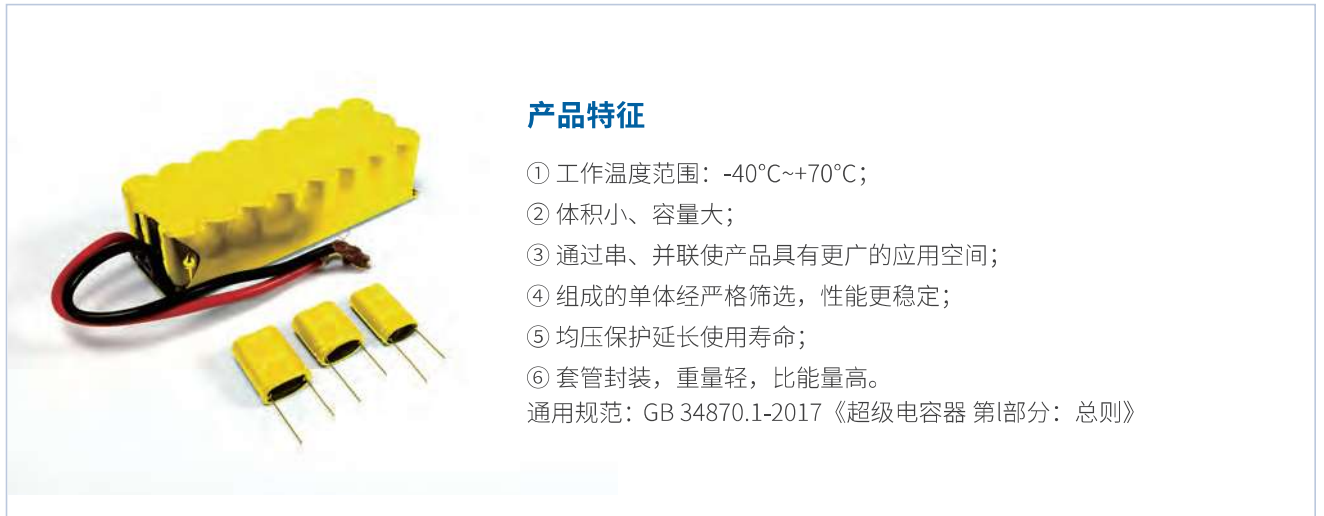 产品特征
① 工作温度范围：-40°C~+70°C；
② 体积小、容量大；
③ 通过串、并联使产品具有更广的应用空间；
④ 组成的单体经严格筛选，性能更稳定；
⑤ 均压保护延长使用寿命；
⑥ 套管封装，重量轻，比能量高。
通用规范：GB 34870.1-2017《超级电容器 第l部分：总则》